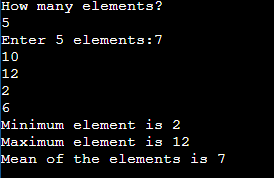 How many elements?
5
Enter 5 elements:7
10
12
2
6
Minimum element is 2
Maximum element is 12
Mean of the elements is 7